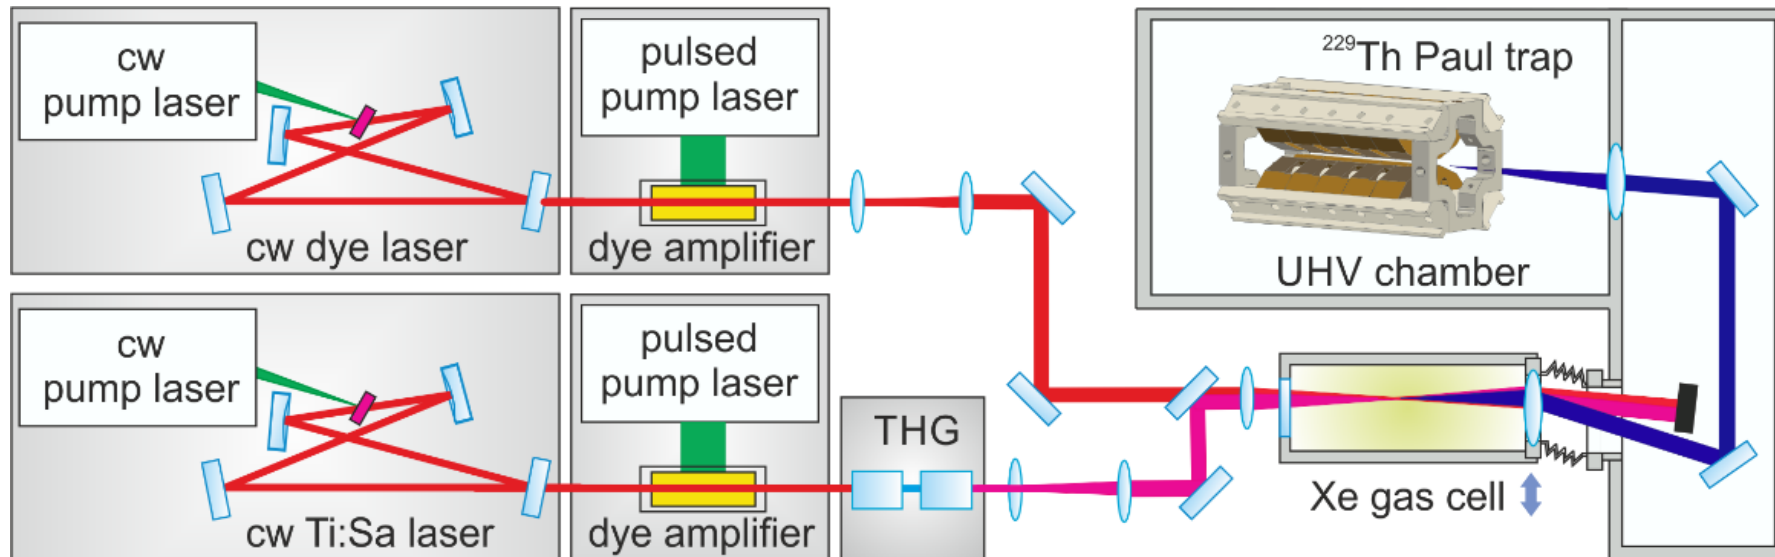 cw
pump laser
cw dye laser
pulsed
pump laser
dye amplifier
²²⁹Th Paul trap
UHV chamber
cw
pump laser
cw Ti:Sa laser
pulsed
pump laser
dye amplifier
THG
Xe gas cell